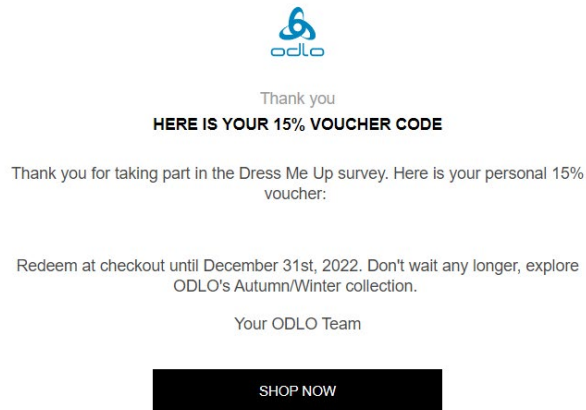 odlo
Thank you
HERE IS YOUR 15% VOUCHER CODE
Thank you for taking part in the Dress Me Up survey. Here is your personal 15%
voucher:
Redeem at checkout until December 31st, 2022. Don't wait any longer, explore
ODLO's Autumn/Winter collection.
Your ODLO Team
SHOP NOW